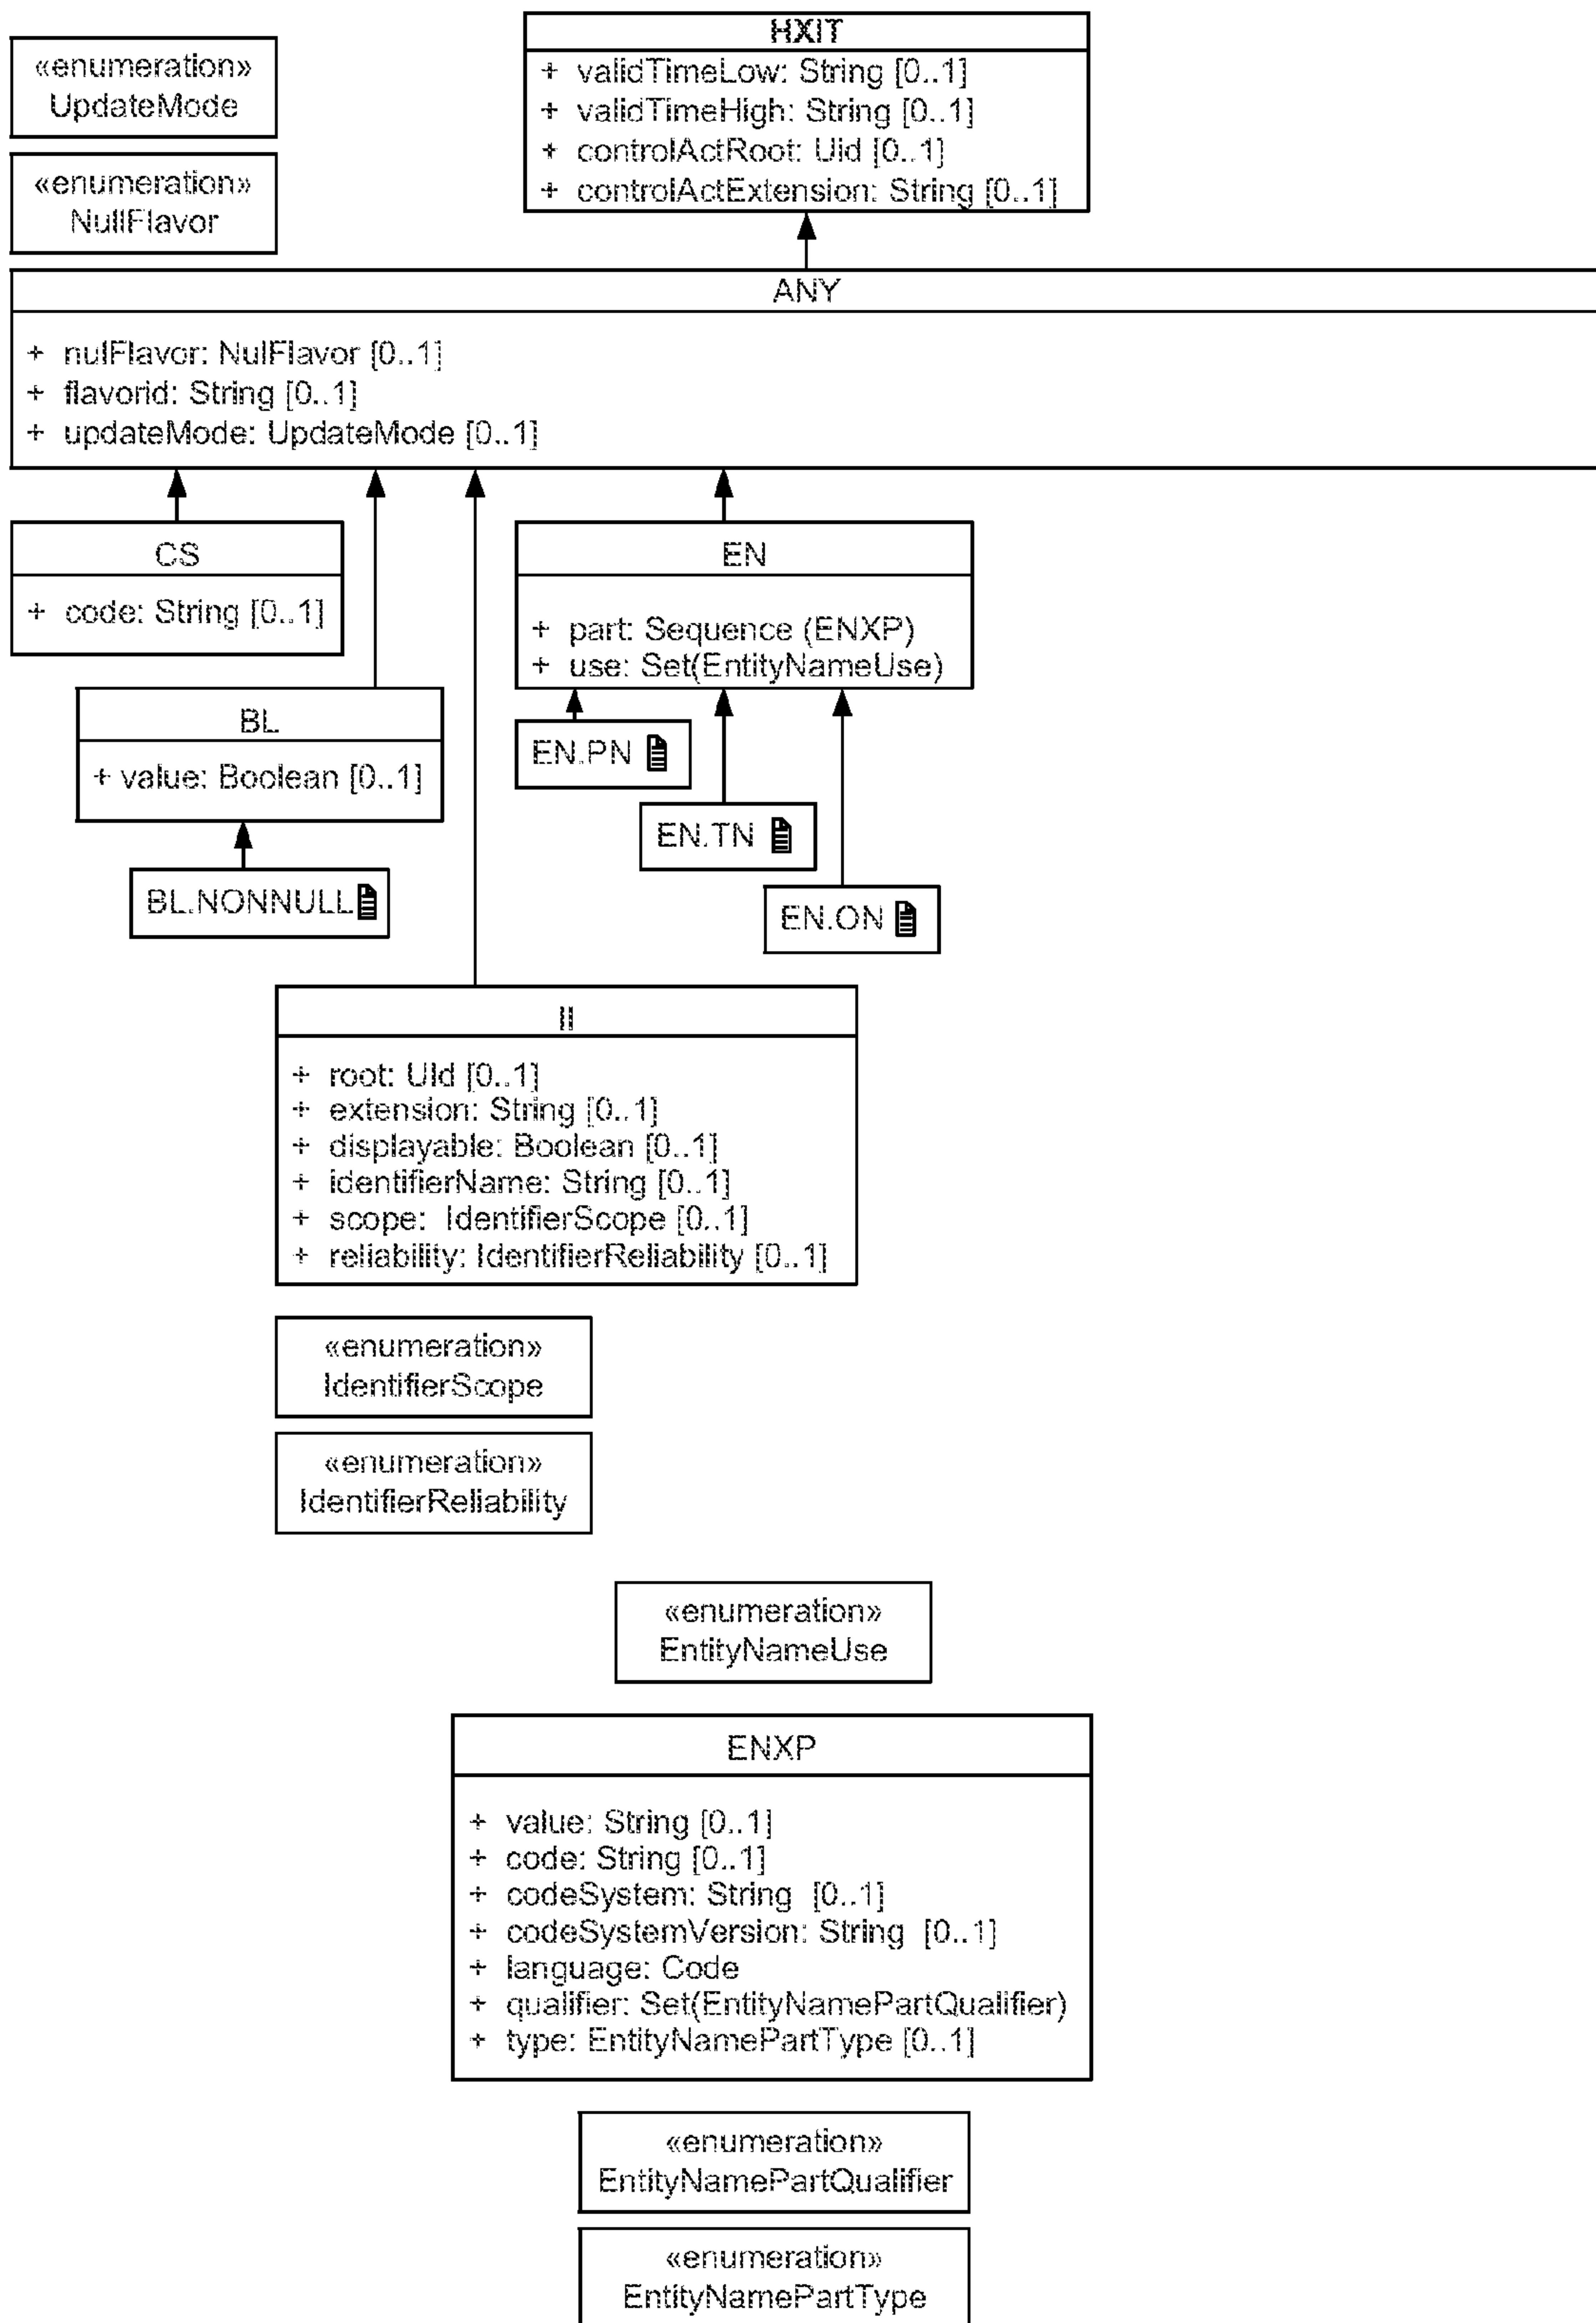 «enumeration»
UpdateMode
«enumeration»
NullFlavor
HXIT
+ validTimeLow: String [0..1]
+ validTimeHigh: String [0..1]
+ controlActRoot: Uid [0..1]
+ controlActExtension: String [0..1]
ANY
+ nulFlavor: NulFlavor [0..1]
+ flavorid: String [0..1]
+ updateMode: UpdateMode [0..1]
CS
+ code: String [0..1]
EN
+ part: Sequence (ENXP)
+ use: Set(EntityNameUse)
BL
+ value: Boolean [0..1]
EN.PN
EN.TN
BL.NONNULL
EN.ON
II
+ root: UId [0..1]
+ extension: String [0..1]
+ displayable: Boolean [0..1]
+ identifierName: String [0..1]
+ scope: IdentifierScope [0..1]
+ reliability: IdentifierReliability [0..1]
«enumeration»
IdentifierScope
«enumeration»
IdentifierReliability
«enumeration»
EntityNameUse
ENXP
+ value: String [0..1]
+ code: String [0..1]
+ codeSystem: String [0..1]
+ codeSystemVersion: String [0..1]
+ language: Code
+ qualifier: Set(EntityNamePartQualifier)
+ type: EntityNamePartType [0..1]
«enumeration»
EntityNamePartQualifier
«enumeration»
EntityNamePartType